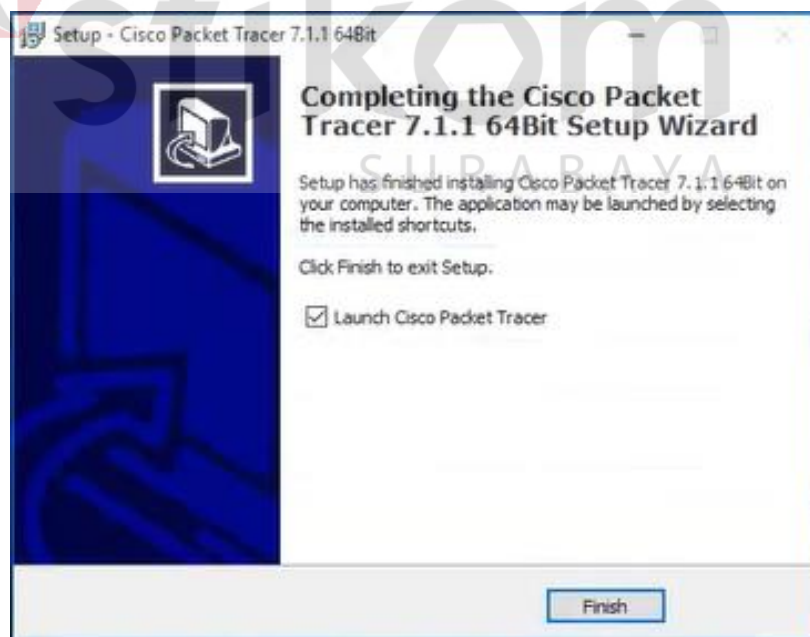 Setup - Cisco Packet Tracer 7.1.1 64Bit
stikom
SURABAYA
Completing the Cisco Packet
Tracer 7.1.1 64Bit Setup Wizard
Setup has finished installing Cisco Packet Tracer 7.1.1 64Bit on
your computer. The application may be launched by selecting
the installed shortcuts.
Click Finish to exit Setup.
Launch Cisco Packet Tracer
Finish